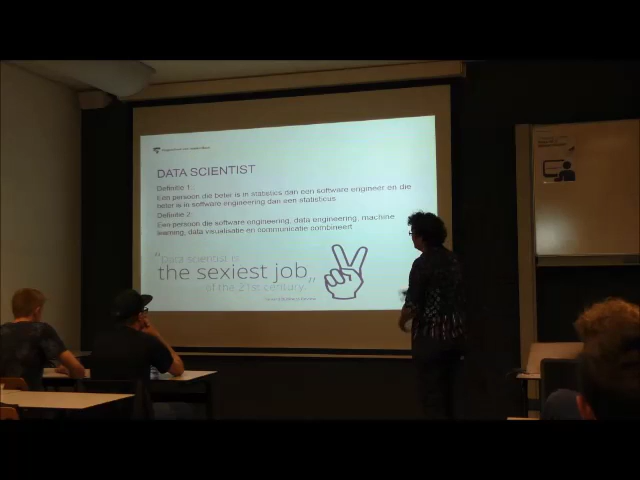 DATA SCIENTIST
Definitie 1:
Een persoon die beter is in statistics dan een software engineer en die
beter is in software engineering dan een statisticus
Definitie 2:
Een persoon die software engineering, data engineering, machine
learning, data visualisatie en communicatie combineert
“Data scientist is
the sexiest job
of the 21st century.”